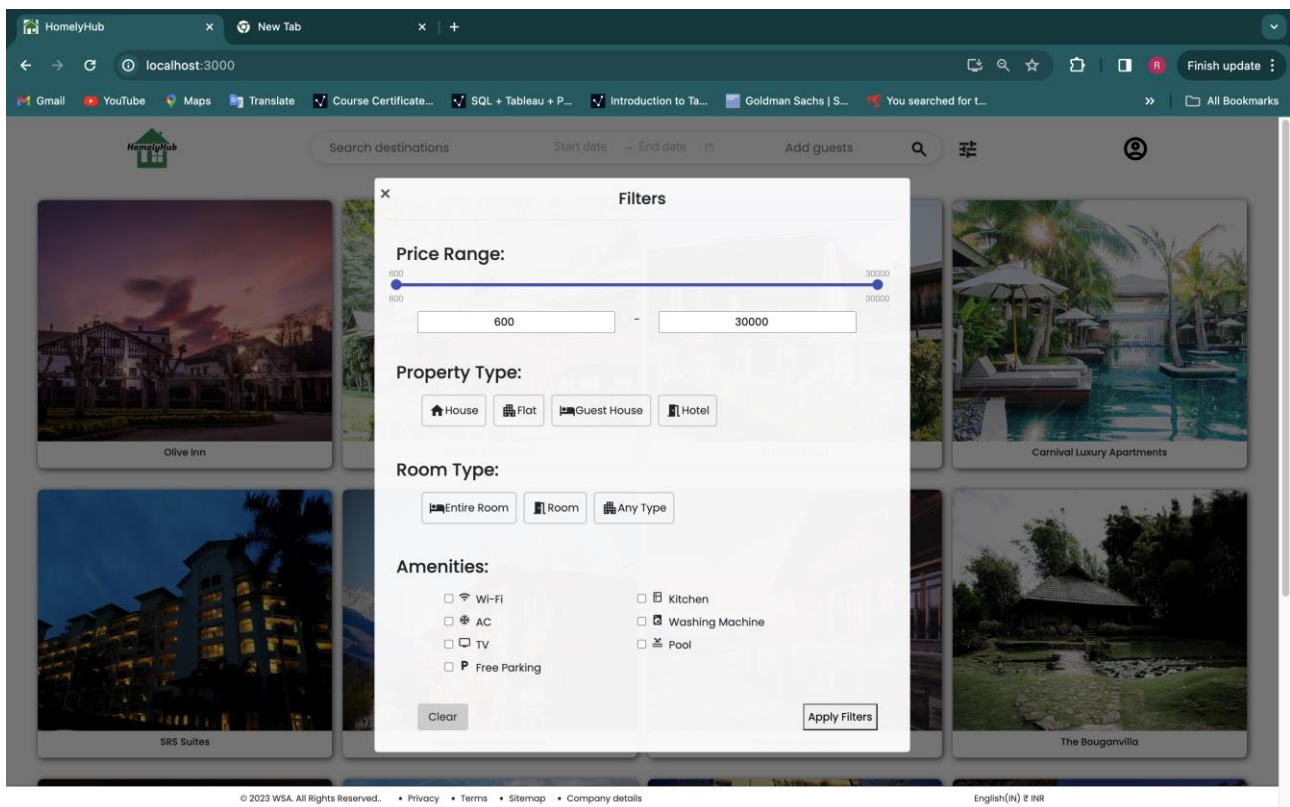 HomelyHub
New Tab
localhost:3000
Finish update
Gmail YouTube Maps Translate Course Certificate... SQL + Tableau + P... Introduction to Ta... Goldman Sachs | S... You searched for t... » All Bookmarks
HomelyHub Search destinations Start date → End date Add guests
Filters
Price Range:
600 30000
600 30000
600 - 30000
Property Type:
House Flat Guest House Hotel
Olive Inn Carnival Luxury Apartments
Room Type:
Entire Room Room Any Type
Amenities:
Wi-Fi Kitchen
AC Washing Machine
TV Pool
P Free Parking
Clear Apply Filters
SRS Suites The Bouganvilla
© 2023 WSA. All Rights Reserved.. • Privacy • Terms • Sitemap • Company details English(IN) ₹ INR